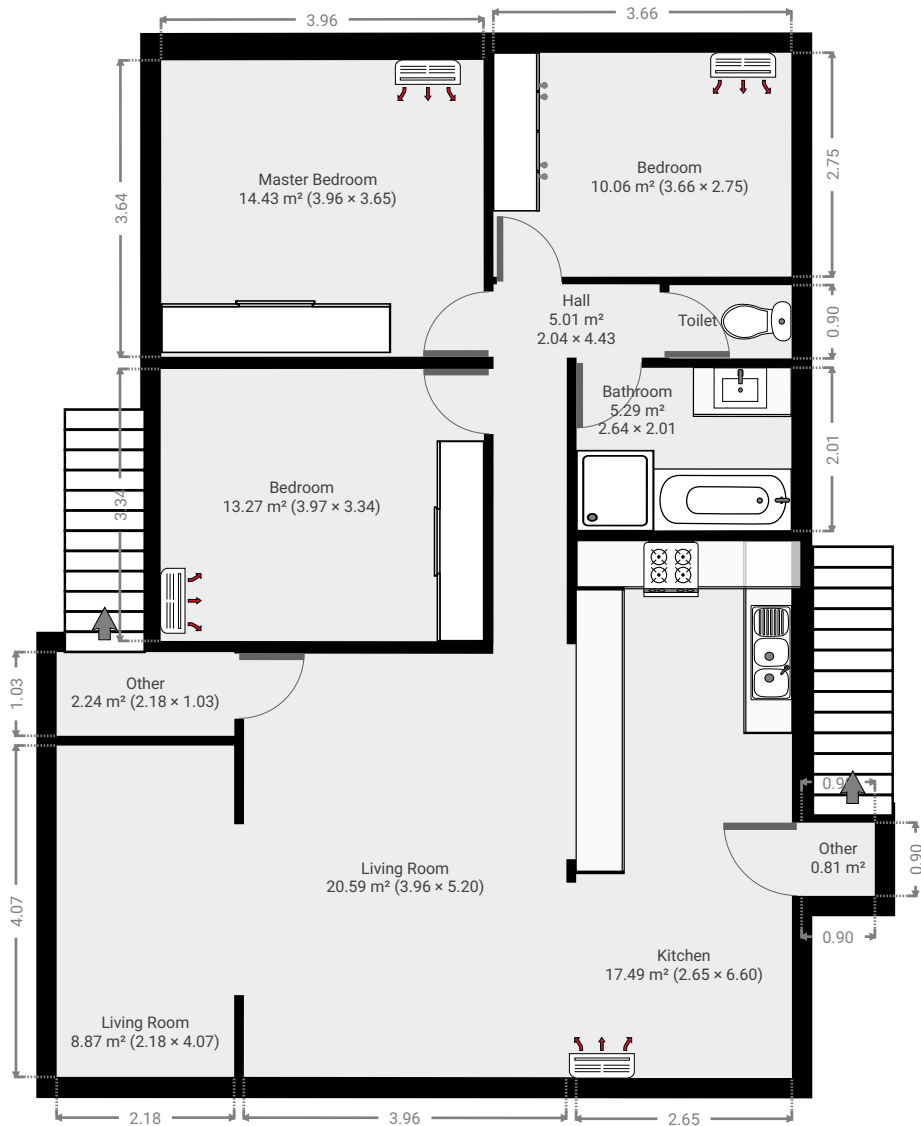 3.96
3.66
3.64
2.75
Master Bedroom
14.43 m² (3.96 × 3.65)
Bedroom
10.06 m² (3.66 × 2.75)
Hall
5.01 m²
2.04 × 4.43
Toilet
0.90
Bathroom
5.29 m²
2.64 × 2.01
2.01
3.34
Bedroom
13.27 m² (3.97 × 3.34)
1.03
Other
2.24 m² (2.18 × 1.03)
0.90
Other
0.81 m²
0.90
0.90
4.07
Living Room
20.59 m² (3.96 × 5.20)
Kitchen
17.49 m² (2.65 × 6.60)
Living Room
8.87 m² (2.18 × 4.07)
2.18
3.96
2.65